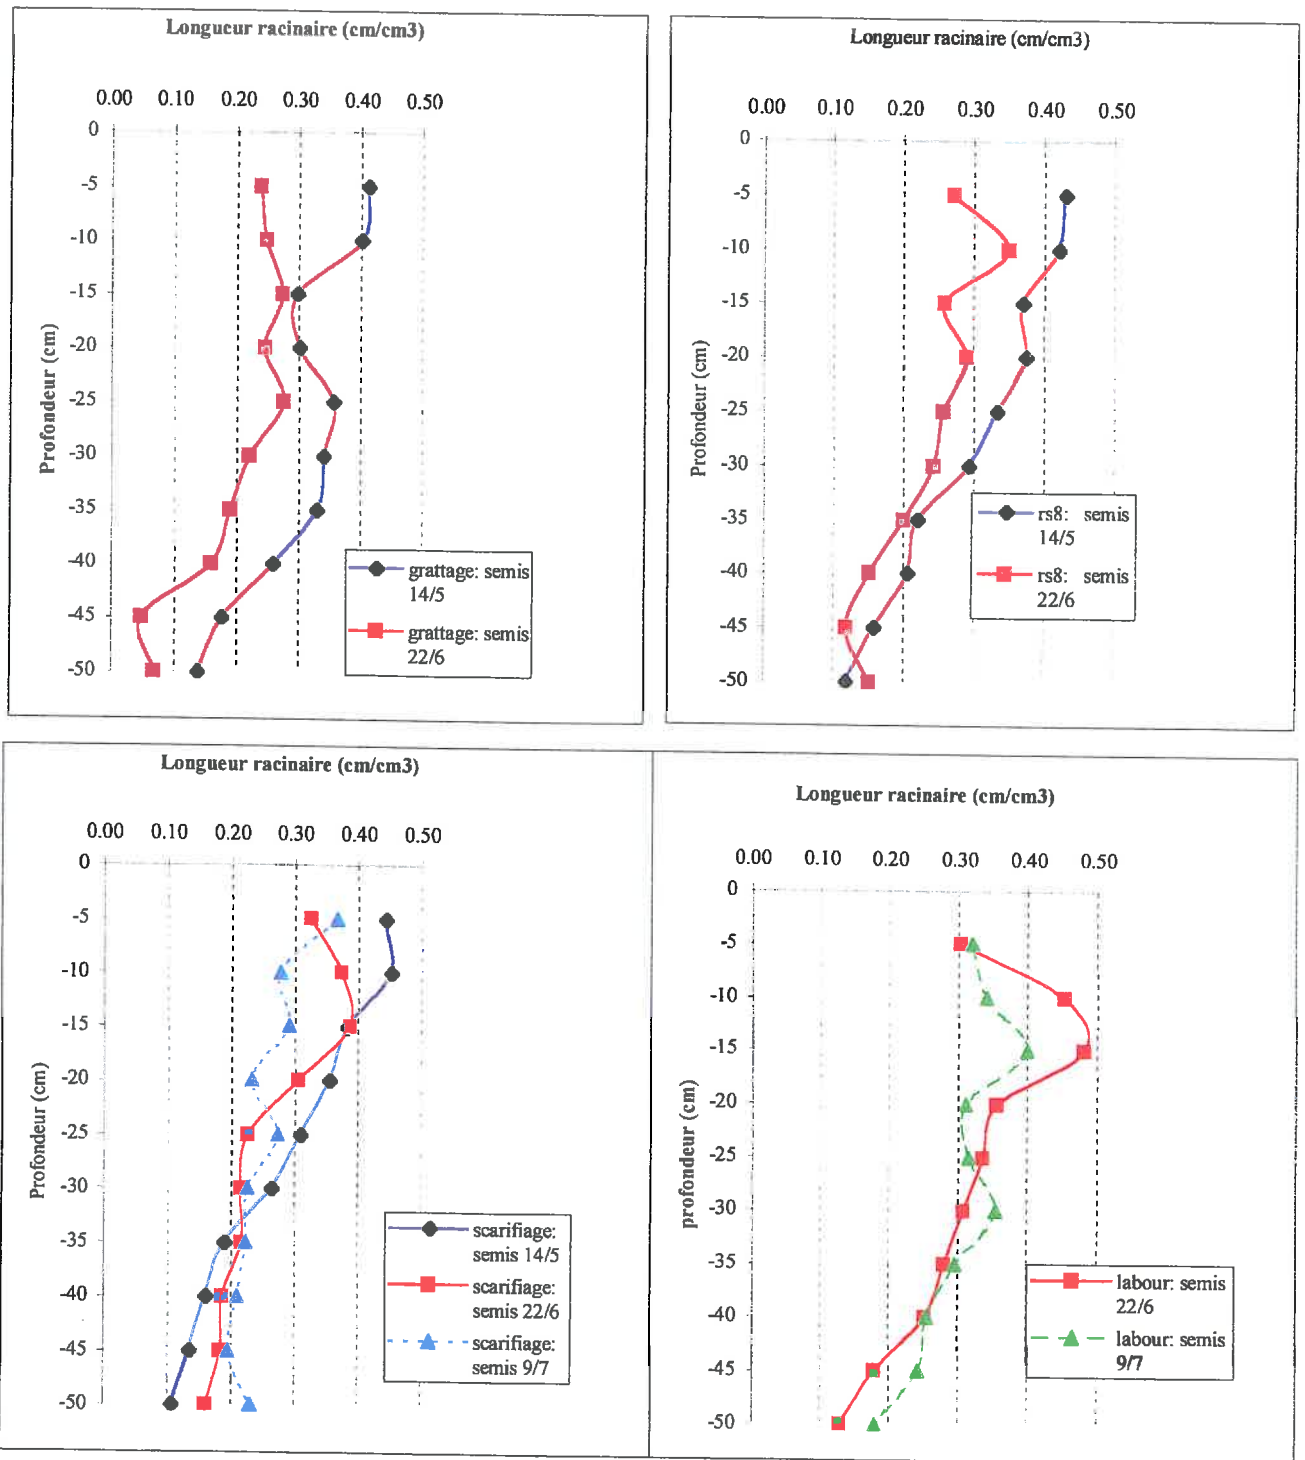 Longueur racinaire (cm/cm3)
0.00 0.10 0.20 0.30 0.40 0.50
0
-5
-10
-15
-20
-25
-30
-35
-40
-45
-50
Profondeur (cm)
grattage: semis
14/5
grattage: semis
22/6
Longueur racinaire (cm/cm3)
0.00 0.10 0.20 0.30 0.40 0.50
0
-5
-10
-15
-20
-25
-30
-35
-40
-45
-50
Profondeur (cm)
rs8: semis
14/5
rs8: semis
22/6
Longueur racinaire (cm/cm3)
0.00 0.10 0.20 0.30 0.40 0.50
0
-5
-10
-15
-20
-25
-30
-35
-40
-45
-50
Profondeur (cm)
scarifiage:
semis 14/5
scarifiage:
semis 22/6
scarifiage:
semis 9/7
Longueur racinaire (cm/cm3)
0.00 0.10 0.20 0.30 0.40 0.50
0
-5
-10
-15
-20
-25
-30
-35
-40
-45
-50
profondeur (cm)
labour: semis
22/6
labour: semis
9/7